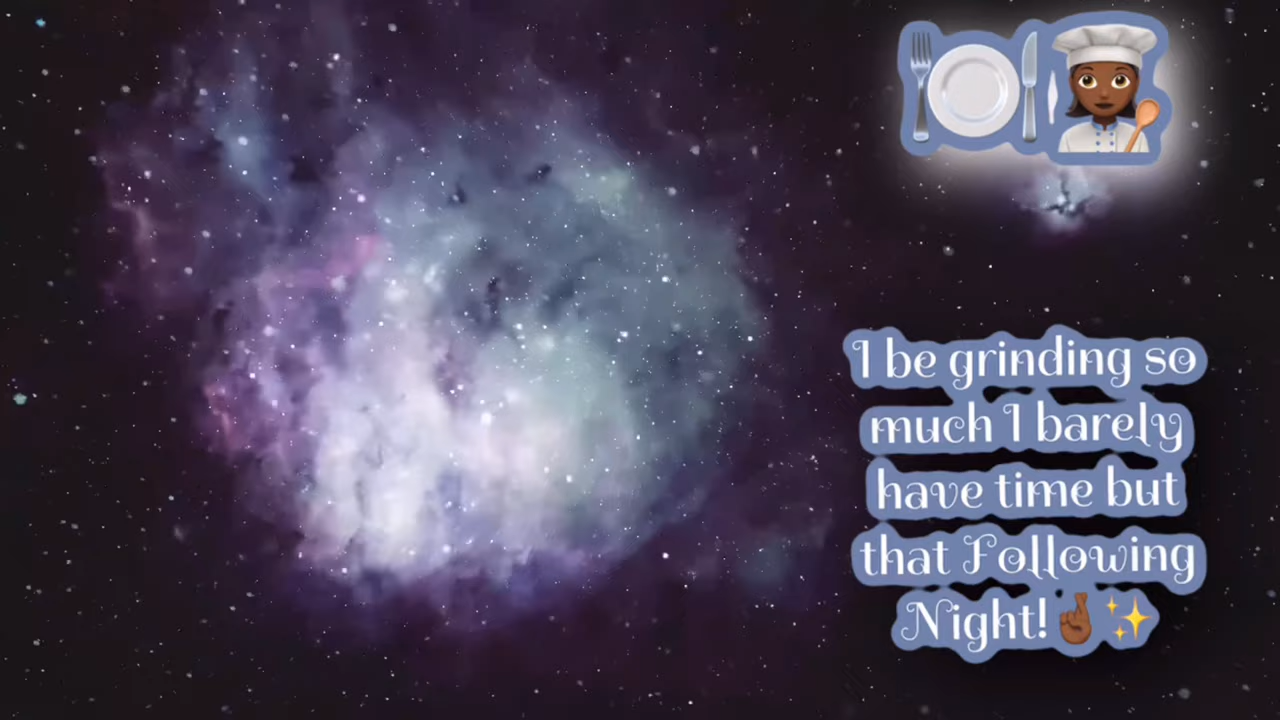 I be grinding so
much I barely
have time but
that Following
Night!🤞🏾✨